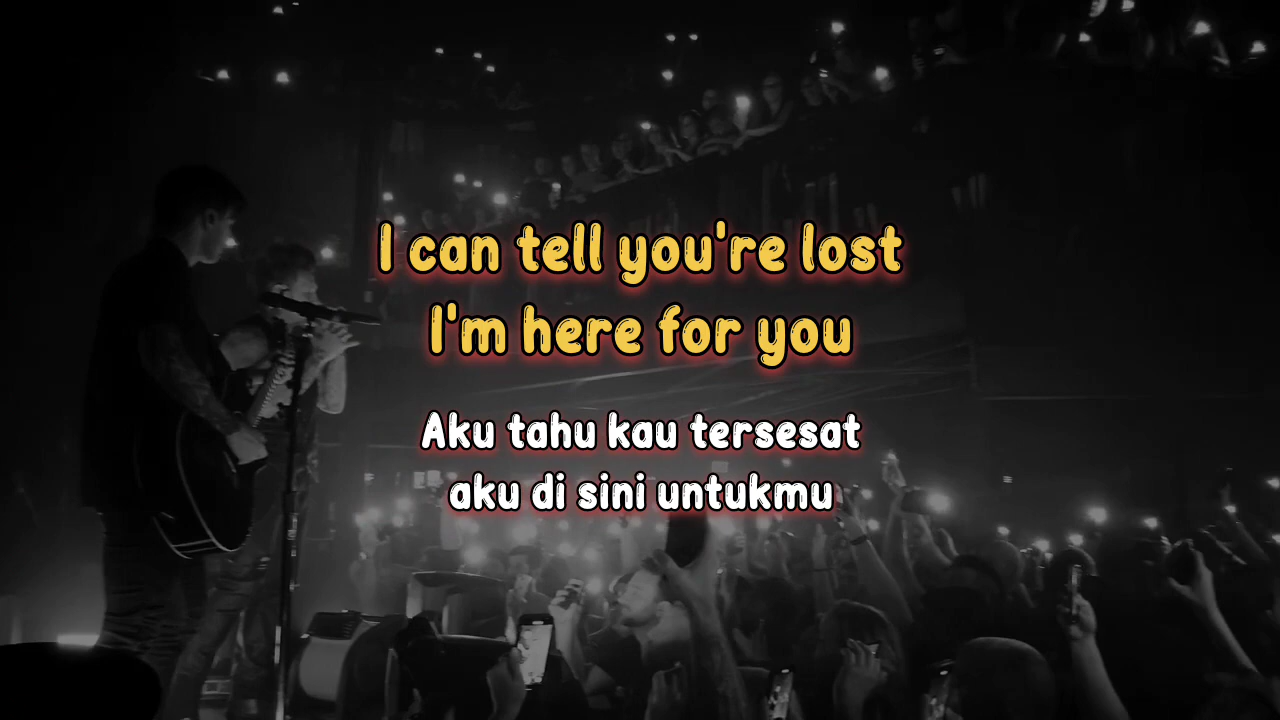 I can tell you're lost
I'm here for you
Aku tahu kau tersesat
aku di sini untukmu